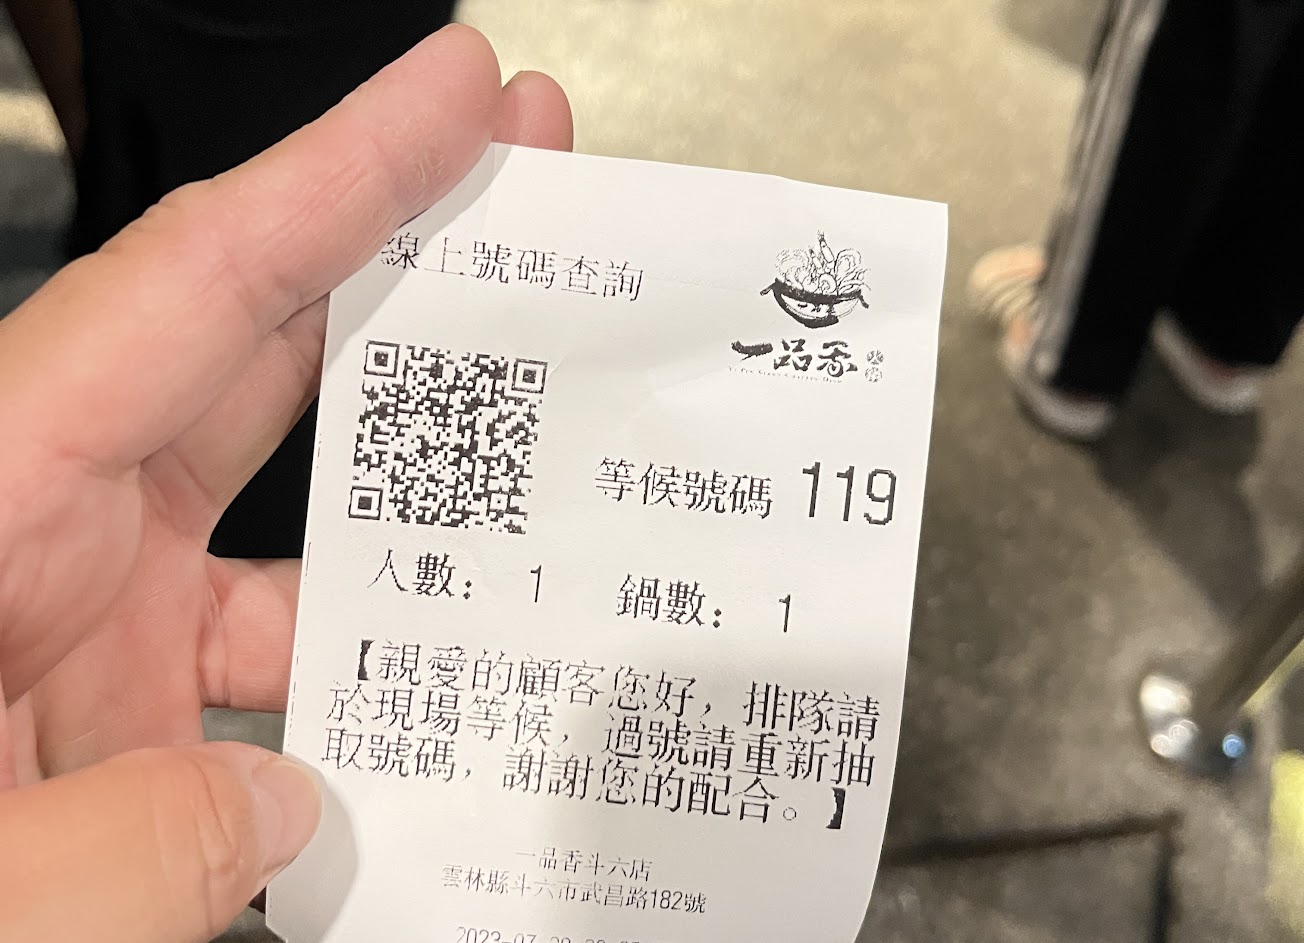 線上號碼查詢
一品香
等候號碼 119
人數： 1 鍋數： 1
【親愛的顧客您好，排隊請
於現場等候，過號請重新抽
取號碼，謝謝您的配合。】
一品香斗六店
雲林縣斗六市武昌路182號
2023-07